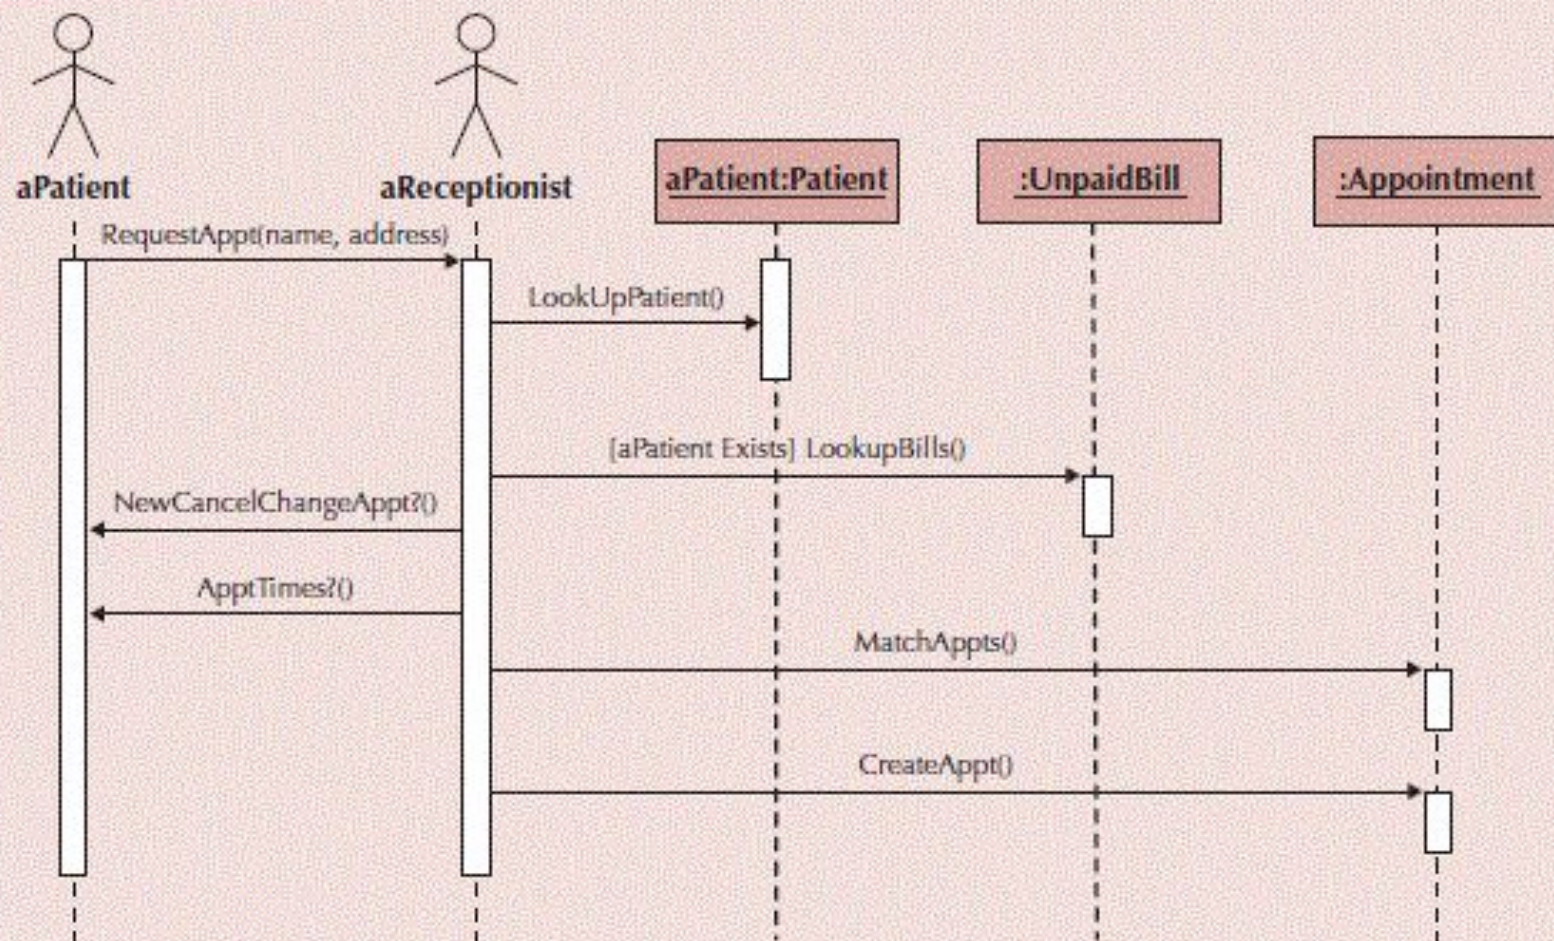 aPatient
aReceptionist
aPatient:Patient
:UnpaidBill
:Appointment
RequestAppt(name, address)
LookUpPatient()
[aPatient Exists] LookupBills()
NewCancelChangeAppt?()
ApptTimes?()
MatchAppts()
CreateAppt()